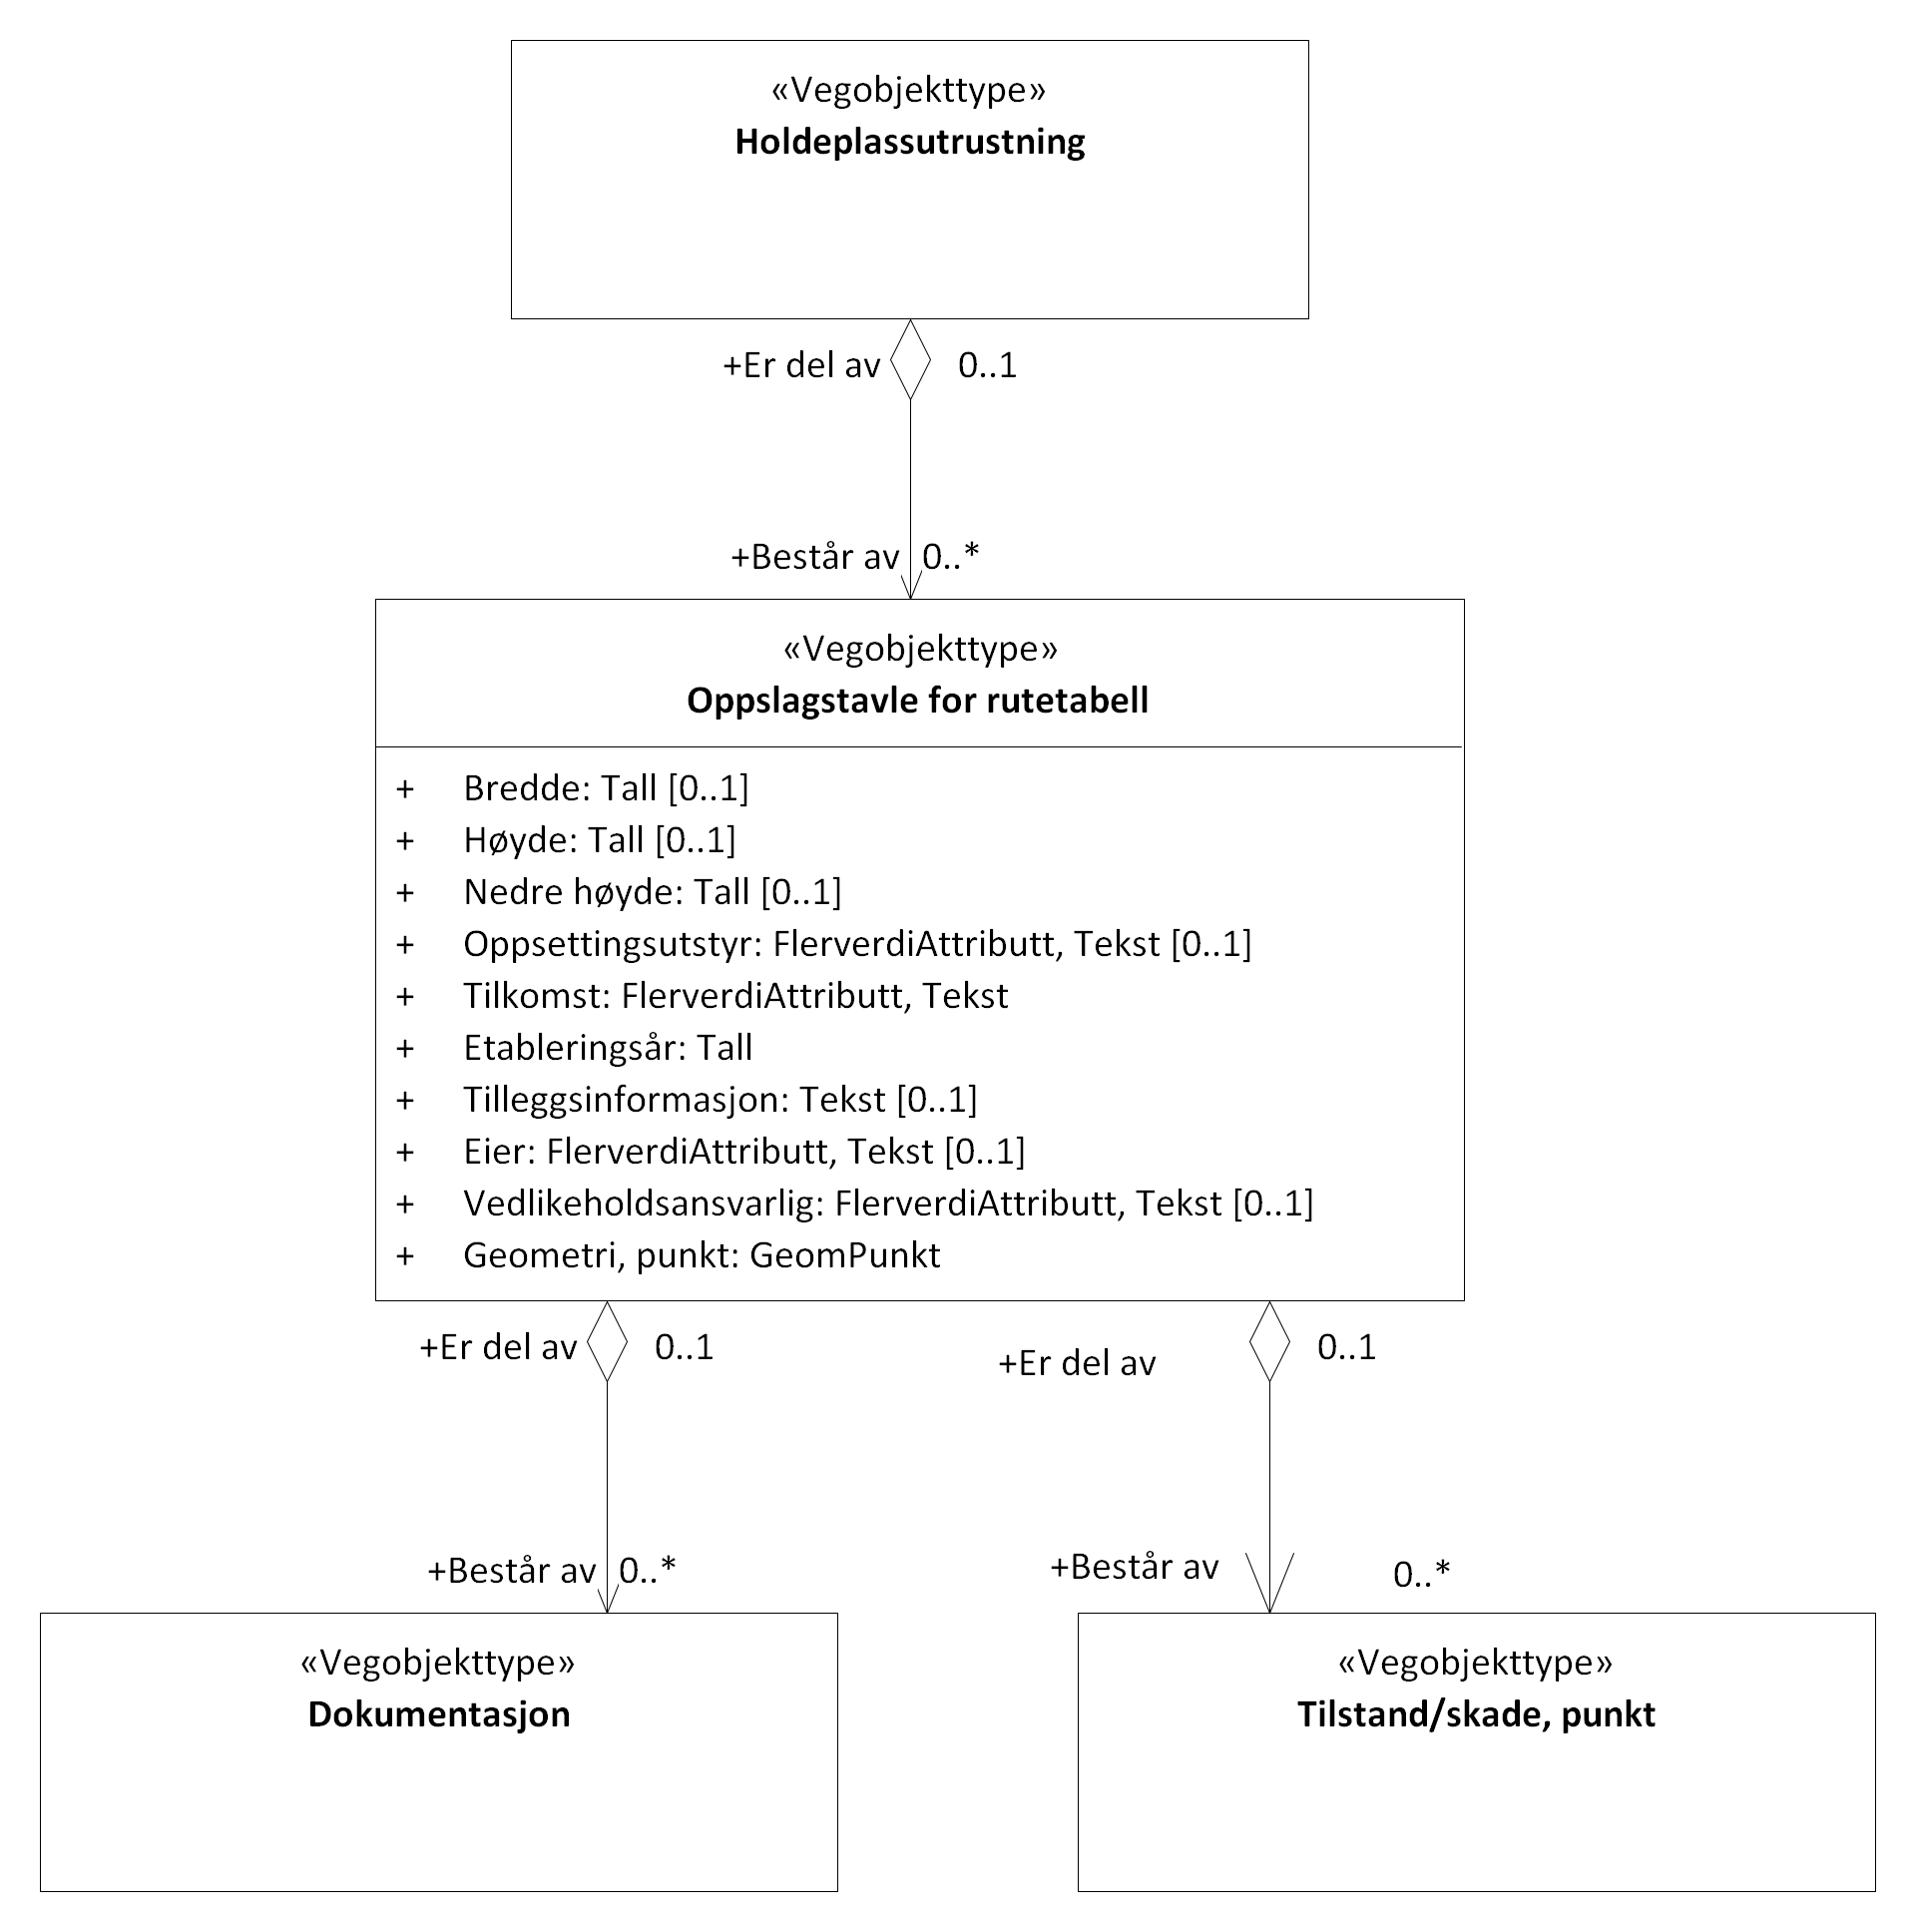 «Vegobjekttype»
Holdeplassutrustning
+Er del av 0..1
+Består av 0..*
«Vegobjekttype»
Oppslagstavle for rutetabell
+ Bredde: Tall [0..1]
+ Høyde: Tall [0..1]
+ Nedre høyde: Tall [0..1]
+ Oppsettingsutstyr: FlerverdiAttributt, Tekst [0..1]
+ Tilkomst: FlerverdiAttributt, Tekst
+ Etableringsår: Tall
+ Tilleggsinformasjon: Tekst [0..1]
+ Eier: FlerverdiAttributt, Tekst [0..1]
+ Vedlikeholdsansvarlig: FlerverdiAttributt, Tekst [0..1]
+ Geometri, punkt: GeomPunkt
+Er del av 0..1
+Er del av 0..1
+Består av 0..*
+Består av 0..*
«Vegobjekttype»
Dokumentasjon
«Vegobjekttype»
Tilstand/skade, punkt